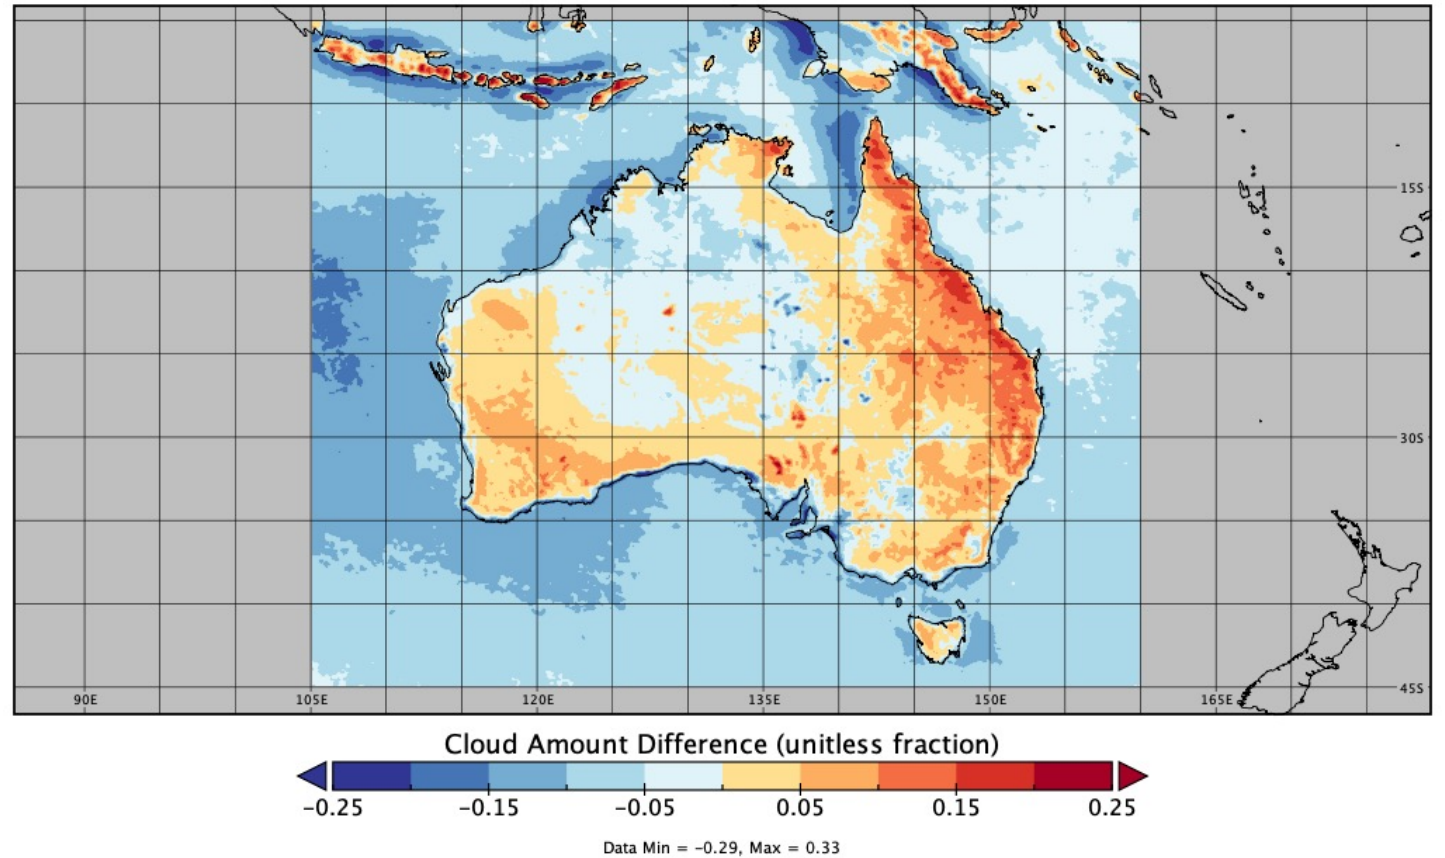 15S
30S
45S
90E 105E 120E 135E 150E 165E
Cloud Amount Difference (unitless fraction)
−0.25 −0.15 −0.05 0.05 0.15 0.25
Data Min = −0.29, Max = 0.33